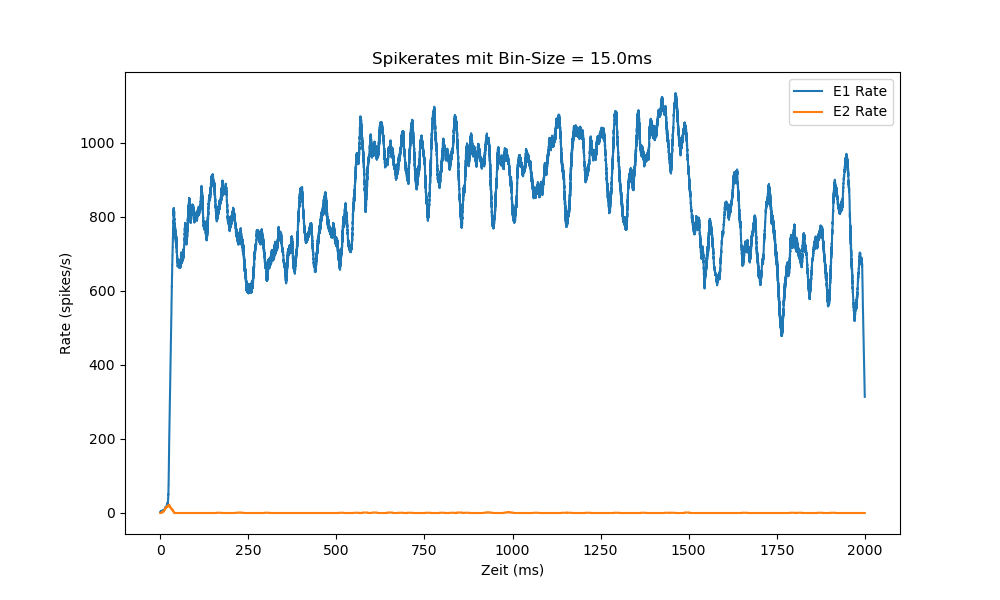 Spikerates mit Bin-Size = 15.0ms
E1 Rate
E2 Rate
1000
800
600
400
200
0
Rate (spikes/s)
0 250 500 750 1000 1250 1500 1750 2000
Zeit (ms)